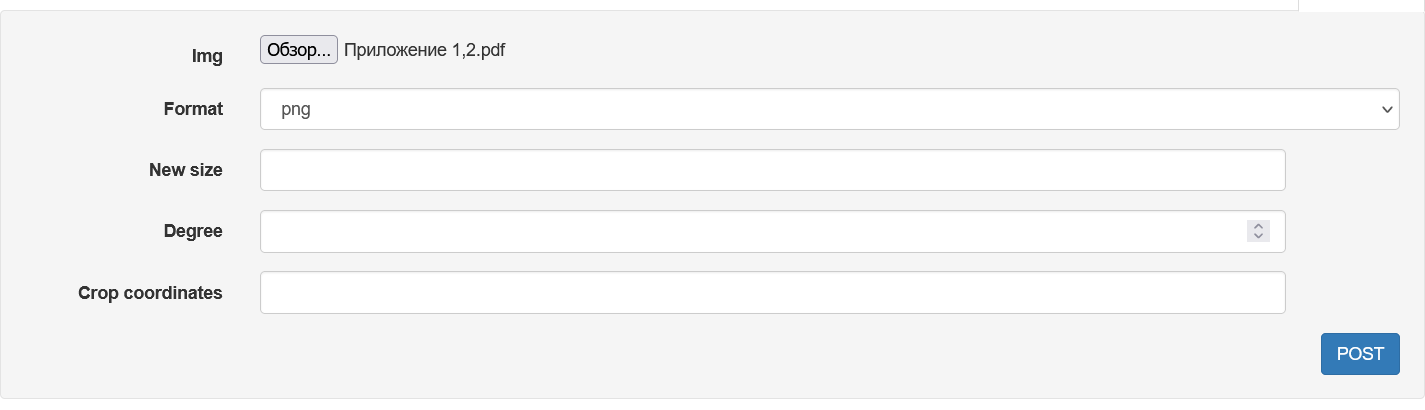 Img Обзор... Приложение 1,2.pdf
Format png
New size
Degree
Crop coordinates
POST